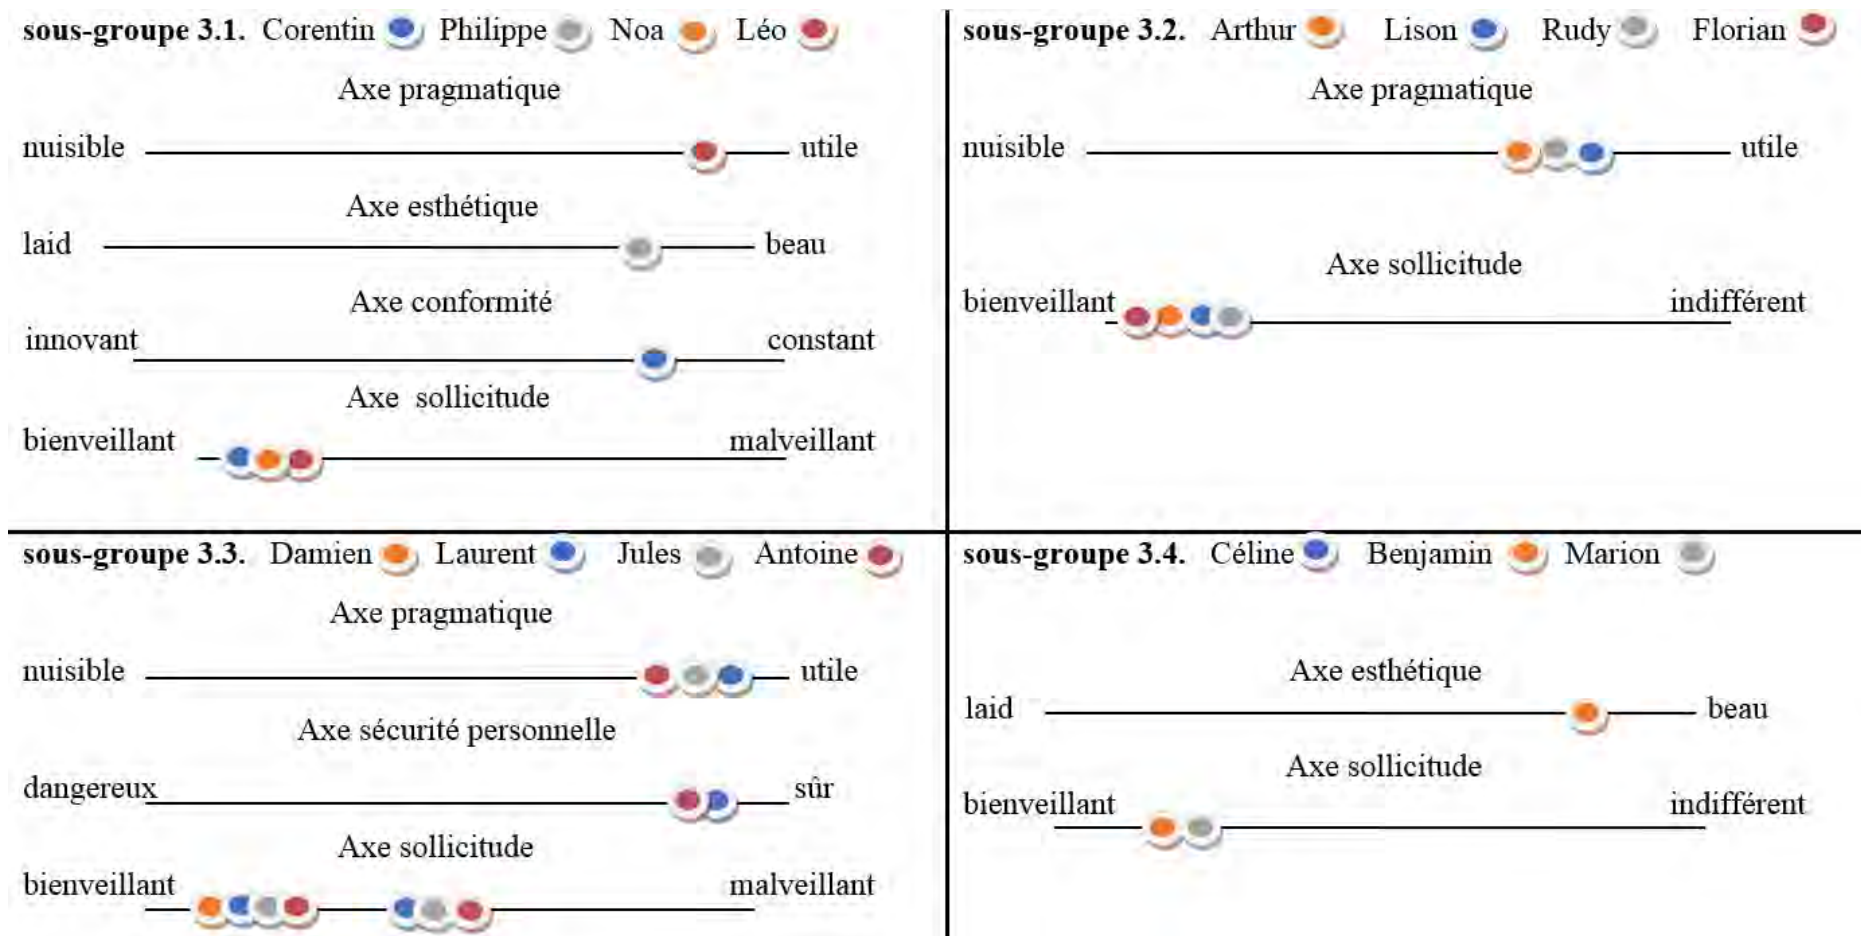 sous-groupe 3.1. Corentin Philippe Noa Léo
Axe pragmatique
nuisible utile
Axe esthétique
laid beau
Axe conformité
innovant constant
Axe sollicitude
bienveillant malveillant
sous-groupe 3.2. Arthur Lison Rudy Florian
Axe pragmatique
nuisible utile
Axe sollicitude
bienveillant indifférent
sous-groupe 3.3. Damien Laurent Jules Antoine
Axe pragmatique
nuisible utile
Axe sécurité personnelle
dangereux sûr
Axe sollicitude
bienveillant malveillant
sous-groupe 3.4. Céline Benjamin Marion
Axe esthétique
laid beau
Axe sollicitude
bienveillant indifférent